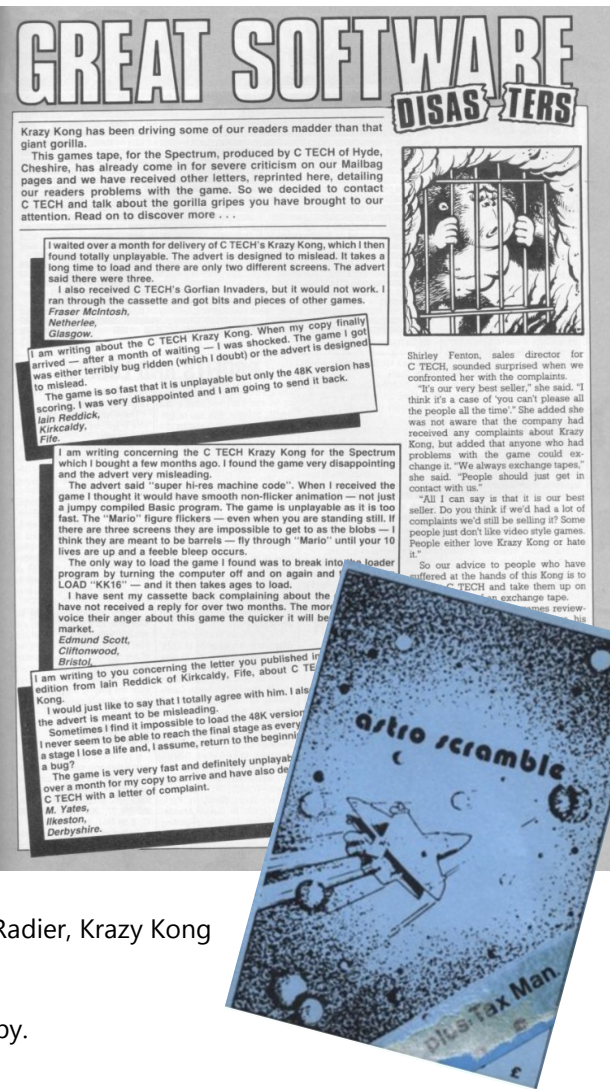 GREAT SOFTWARE
DISAS TERS
Krazy Kong has been driving some of our readers madder than that
giant gorilla.
This games tape, for the Spectrum, produced by C TECH of Hyde,
Cheshire, has already come in for severe criticism on our Mailbag
pages and we have received other letters, reprinted here, detailing
our readers problems with the game. So we decided to contact
C TECH and talk about the gorilla gripes you have brought to our
attention. Read on to discover more . . .
I waited over a month for delivery of C TECH's Krazy Kong, which I then
found totally unplayable. The advert is designed to mislead. It takes a
long time to load and there are only two different screens. The advert
said there were three.
I also received C TECH's Gorfian Invaders, but it would not work. I
ran through the cassette and got bits and pieces of other games.
Fraser McIntosh,
Netherlee,
Glasgow.
I am writing about the C TECH Krazy Kong. When my copy finally
arrived — after a month of waiting — I was shocked. The game I got
was either terribly bug ridden (which I doubt) or the advert is designed
to mislead.
The game is so fast that it is unplayable but only the 48K version has
scoring. I was very disappointed and I am going to send it back.
Iain Reddick,
Kirkcaldy,
Fife.
I am writing concerning the C TECH Krazy Kong for the Spectrum
which I bought a few months ago. I found the game very disappointing
and the advert very misleading.
The advert said "super hi-res machine code". When I received the
game I thought it would have smooth non-flicker animation — not just
a jumpy compiled Basic program. The game is unplayable as it is too
fast. The "Mario" figure flickers — even when you are standing still. If
there are three screens they are impossible to get to as the blobs — I
think they are meant to be barrels — fly through "Mario" until your 10
lives are up and a feeble bleep occurs.
The only way to load the game I found was to break into the loader
program by turning the computer off and on again and
LOAD "KK16" — and it then takes ages to load.
I have sent my cassette back complaining about the
have not received a reply for over two months. The more
voice their anger about this game the quicker it will be
market.
Edmund Scott,
Cliftonwood,
Bristol,
I am writing to you concerning the letter you published in
edition from Iain Reddick of Kirkcaldy, Fife, about C TE
Kong.
I would just like to say that I totally agree with him. I als
the advert is meant to be misleading.
Sometimes I find it impossible to load the 48K version
I never seem to be able to reach the final stage as every
a stage I lose a life and, I assume, return to the beginni
a bug?
The game is very very fast and definitely unplayab
over a month for my copy to arrive and have also de
C TECH with a letter of complaint.
M. Yates,
Ilkeston,
Derbyshire.
Shirley Fenton, sales director for
C TECH, sounded surprised when we
confronted her with the complaints.
"It's our very best seller," she said. "I
think it's a case of 'you can't please all
the people all the time'." She added she
was not aware that the company had
received any complaints about Krazy
Kong, but added that anyone who had
problems with the game could ex-
change it. "We always exchange tapes,"
she said. "People should just get in
contact with us."
"All I can say is that it is our best
seller. Do you think if we'd had a lot of
complaints we'd still be selling it? Some
people just don't like video style games.
People either love Krazy Kong or hate
it."
So our advice to people who have
suffered at the hands of this Kong is to
C TECH and take them up on
an exchange tape.
games review-
his
astro scramble
plus-Tax Man.
£
Radier, Krazy Kong
by.